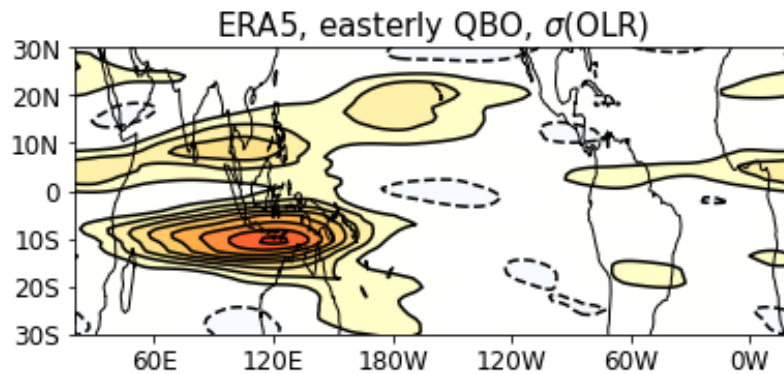 ERA5, easterly QBO, σ(OLR)
30N
20N
10N
0
10S
20S
30S
60E 120E 180W 120W 60W 0W